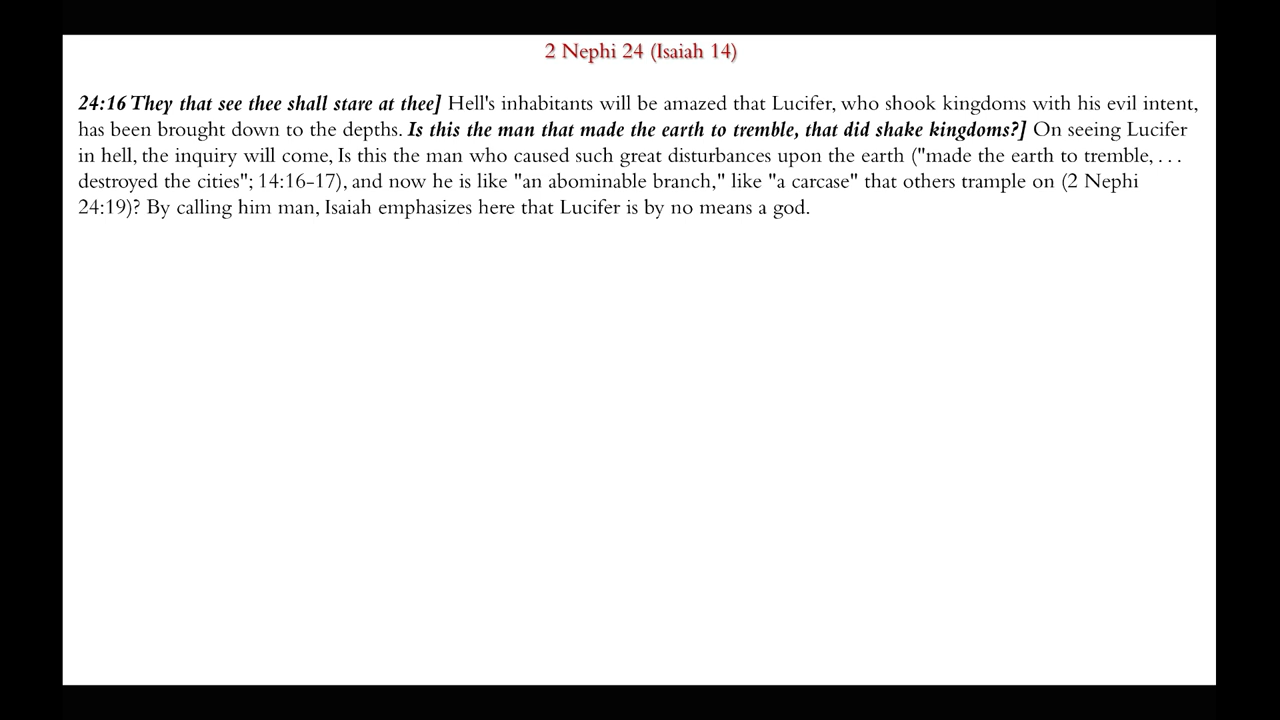 2 Nephi 24 (Isaiah 14)
24:16 They that see thee shall stare at thee] Hell's inhabitants will be amazed that Lucifer, who shook kingdoms with his evil intent,
has been brought down to the depths. Is this the man that made the earth to tremble, that did shake kingdoms?] On seeing Lucifer
in hell, the inquiry will come, Is this the man who caused such great disturbances upon the earth ("made the earth to tremble, . . .
destroyed the cities"; 14:16-17), and now he is like "an abominable branch," like "a carcase" that others trample on (2 Nephi
24:19)? By calling him man, Isaiah emphasizes here that Lucifer is by no means a god.